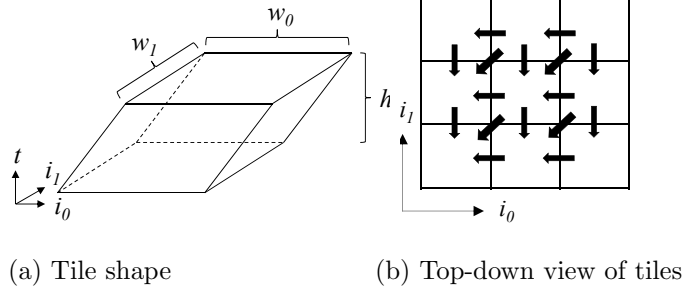 w₀
w₁
h
t
i₁
i₀
i₁
i₀
(a) Tile shape
(b) Top-down view of tiles